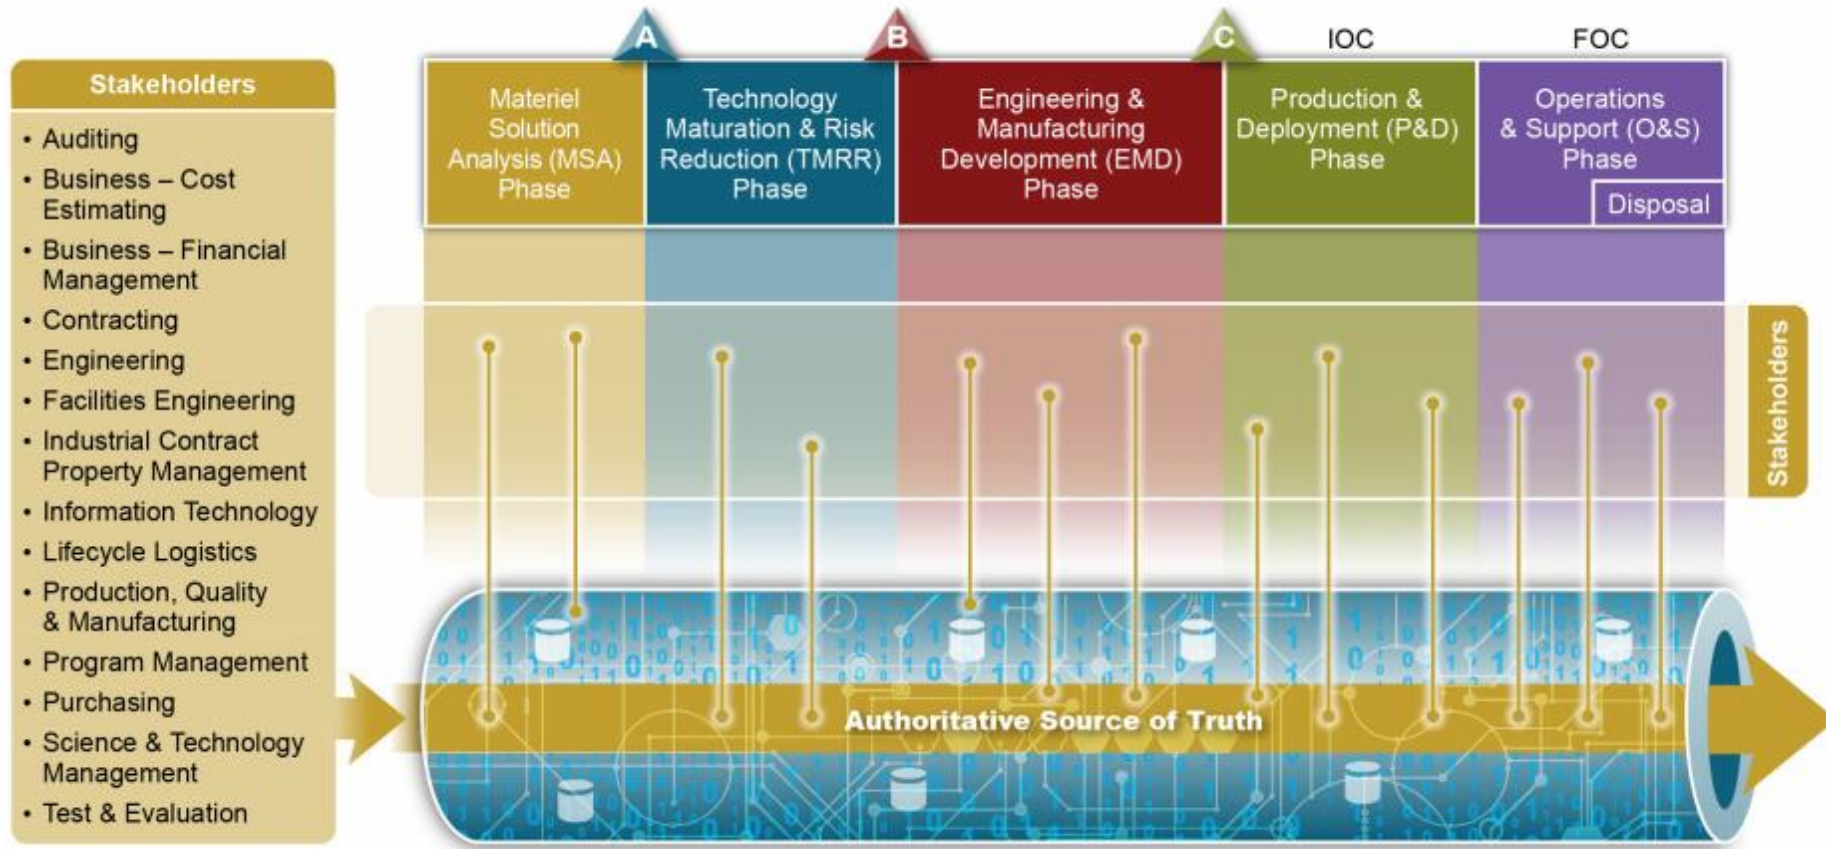 A
B
C
IOC
FOC
Stakeholders
• Auditing
• Business – Cost
Estimating
• Business – Financial
Management
• Contracting
• Engineering
• Facilities Engineering
• Industrial Contract
Property Management
• Information Technology
• Lifecycle Logistics
• Production, Quality
& Manufacturing
• Program Management
• Purchasing
• Science & Technology
Management
• Test & Evaluation
Materiel
Solution
Analysis (MSA)
Phase
Technology
Maturation & Risk
Reduction (TMRR)
Phase
Engineering &
Manufacturing
Development (EMD)
Phase
Production &
Deployment (P&D)
Phase
Operations
& Support (O&S)
Phase
Disposal
Stakeholders
Authoritative Source of Truth